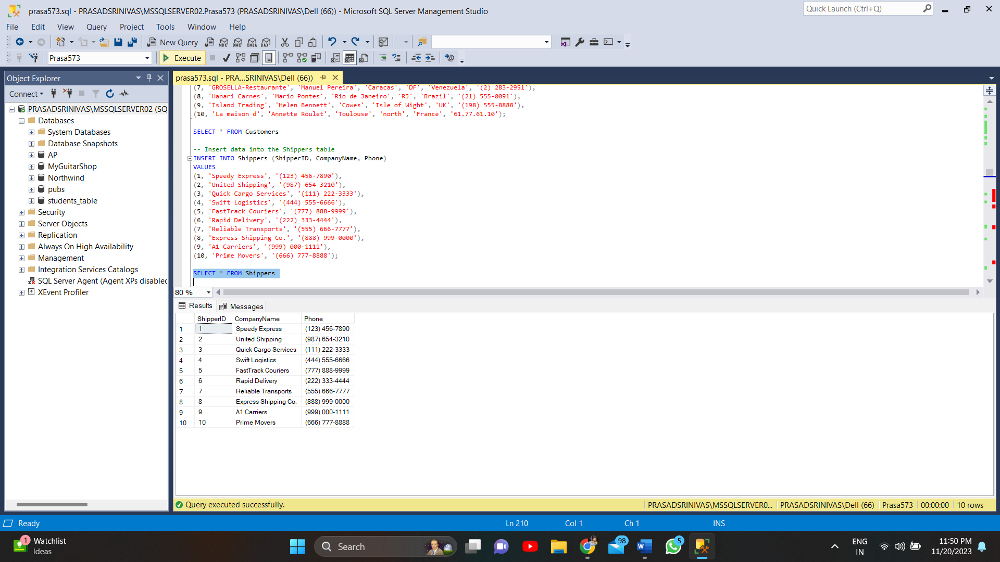 prasa573.sql - PRASADSRINIVAS\MSSQLSERVER02.Prasa573 (PRASADSRINIVAS\Dell (66)) - Microsoft SQL Server Management Studio
Quick Launch (Ctrl+Q)
File Edit View Query Project Tools Window Help
New Query MDX DMX XMLA DAX
Prasa573 Execute
Object Explorer
Connect
PRASADSRINIVAS\MSSQLSERVER02 (SQ
Databases
System Databases
Database Snapshots
AP
MyGuitarShop
Northwind
pubs
students_table
Security
Server Objects
Replication
Always On High Availability
Management
Integration Services Catalogs
SQL Server Agent (Agent XPs disabled
XEvent Profiler
prasa573.sql - PRA...SRINIVAS\Dell (66))
(7, 'GROSELLA-Restaurante', 'Manuel Pereira', 'Caracas', 'DF', 'Venezuela', '(2) 283-2951'),
(8, 'Hanari Carnes', 'Mario Pontes', 'Rio de Janeiro', 'RJ', 'Brazil', '(21) 555-0091'),
(9, 'Island Trading', 'Helen Bennett', 'Cowes', 'Isle of Wight', 'UK', '(198) 555-8888'),
(10, 'La maison d', 'Annette Roulet', 'Toulouse', 'north', 'France', '61.77.61.10');
SELECT * FROM Customers
-- Insert data into the Shippers table
INSERT INTO Shippers (ShipperID, CompanyName, Phone)
VALUES
(1, 'Speedy Express', '(123) 456-7890'),
(2, 'United Shipping', '(987) 654-3210'),
(3, 'Quick Cargo Services', '(111) 222-3333'),
(4, 'Swift Logistics', '(444) 555-6666'),
(5, 'FastTrack Couriers', '(777) 888-9999'),
(6, 'Rapid Delivery', '(222) 333-4444'),
(7, 'Reliable Transports', '(555) 666-7777'),
(8, 'Express Shipping Co.', '(888) 999-0000'),
(9, 'A1 Carriers', '(999) 000-1111'),
(10, 'Prime Movers', '(666) 777-8888');
SELECT * FROM Shippers
80 %
Results Messages
ShipperID CompanyName Phone
1 1 Speedy Express (123) 456-7890
2 2 United Shipping (987) 654-3210
3 3 Quick Cargo Services (111) 222-3333
4 4 Swift Logistics (444) 555-6666
5 5 FastTrack Couriers (777) 888-9999
6 6 Rapid Delivery (222) 333-4444
7 7 Reliable Transports (555) 666-7777
8 8 Express Shipping Co. (888) 999-0000
9 9 A1 Carriers (999) 000-1111
10 10 Prime Movers (666) 777-8888
Query executed successfully. PRASADSRINIVAS\MSSQLSERVER0... PRASADSRINIVAS\Dell (66) Prasa573 00:00:00 10 rows
Ready Ln 210 Col 1 Ch 1 INS
1 Watchlist
Ideas
Search
98
W
5
ENG
IN
11:50 PM
11/20/2023